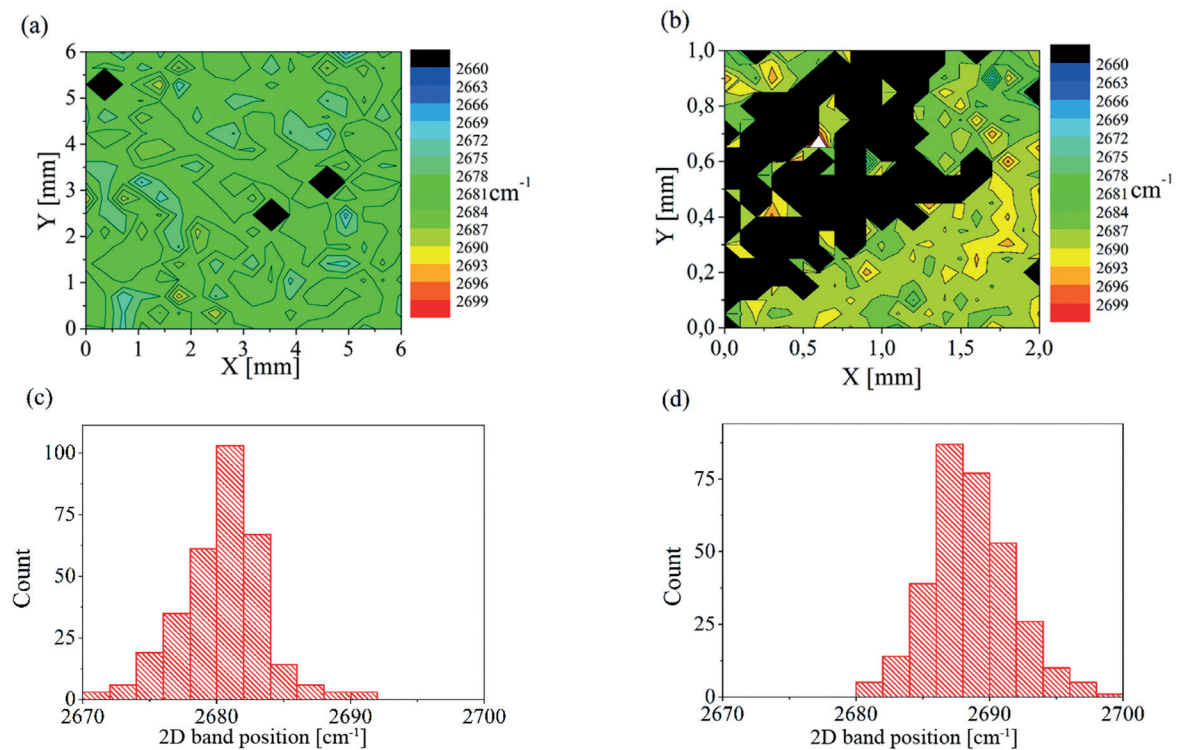 (a)
6
5
4
3
2
1
0
Y [mm]
0 1 2 3 4 5 6
X [mm]
2660
2663
2666
2669
2672
2675
2678
2681
2684
2687
2690
2693
2696
2699
cm-1
(b)
1,0
0,8
0,6
0,4
0,2
0,0
Y [mm]
0,0 0,5 1,0 1,5 2,0
X [mm]
2660
2663
2666
2669
2672
2675
2678
2681
2684
2687
2690
2693
2696
2699
cm-1
(c)
100
75
50
25
0
Count
2670 2680 2690 2700
2D band position [cm-1]
(d)
75
50
25
0
Count
2670 2680 2690 2700
2D band position [cm-1]